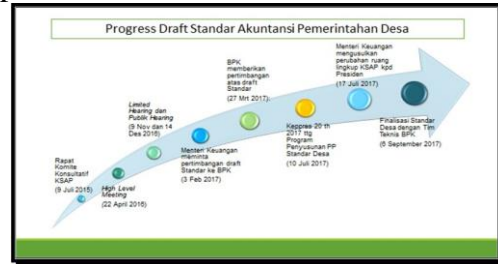 Progress Draft Standar Akuntansi Pemerintahan Desa
Rapat
Komite
Konsultatif
KSAP
(9 Juli 2015)
High Level
Meeting
(22 April 2016)
Limited
Hearing dan
Publik Hearing
(9 Nov dan 14
Des 2016)
Menteri Keuangan
meminta
pertimbangan draft
Standar ke BPK
(3 Feb 2017)
BPK
memberikan
pertimbangan
atas draft
Standar
(27 Mrt 2017):
Keppres 20 th
2017 ttg
Program
Penyusunan PP
Standar Desa
(10 Juli 2017)
Menteri Keuangan
mengusulkan
perubahan ruang
lingkup KSAP kpd
Presiden
(17 Juli 2017)
Finalisasi Standar
Desa dengan Tim
Teknis BPK
(6 September 2017)